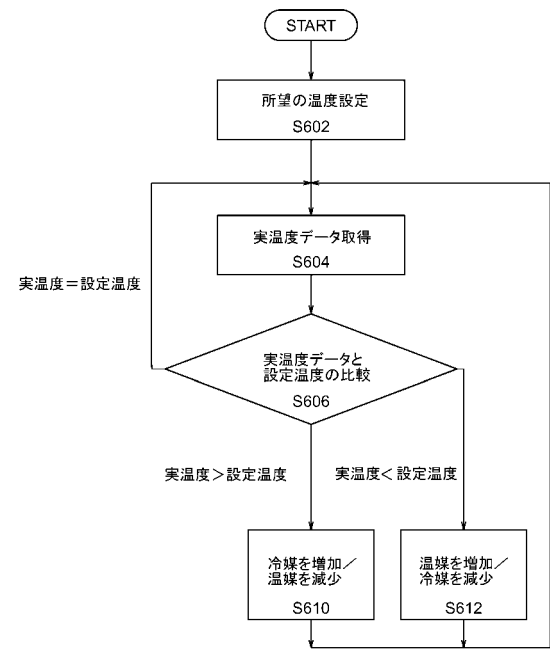 START
所望の温度設定
S602
実温度データ取得
S604
実温度＝設定温度
実温度データと
設定温度の比較
S606
実温度＞設定温度
実温度＜設定温度
冷媒を増加／
温媒を減少
S610
温媒を増加／
冷媒を減少
S612